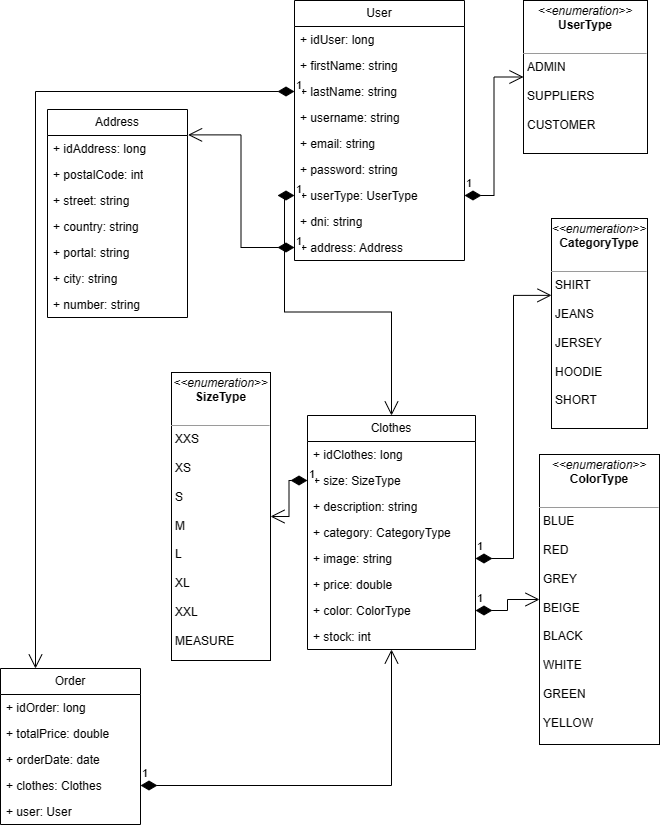 User
+ idUser: long
+ firstName: string
+ lastName: string
+ username: string
+ email: string
+ password: string
+ userType: UserType
+ dni: string
+ address: Address
1
1
1
1
<<enumeration>>
UserType
ADMIN
SUPPLIERS
CUSTOMER
Address
+ idAddress: long
+ postalCode: int
+ street: string
+ country: string
+ portal: string
+ city: string
+ number: string
<<enumeration>>
CategoryType
SHIRT
JEANS
JERSEY
HOODIE
SHORT
<<enumeration>>
SizeType
XXS
XS
S
M
L
XL
XXL
MEASURE
Clothes
+ idClothes: long
+ size: SizeType
+ description: string
+ category: CategoryType
+ image: string
+ price: double
+ color: ColorType
+ stock: int
1
1
1
<<enumeration>>
ColorType
BLUE
RED
GREY
BEIGE
BLACK
WHITE
GREEN
YELLOW
Order
+ idOrder: long
+ totalPrice: double
+ orderDate: date
+ clothes: Clothes
+ user: User
1